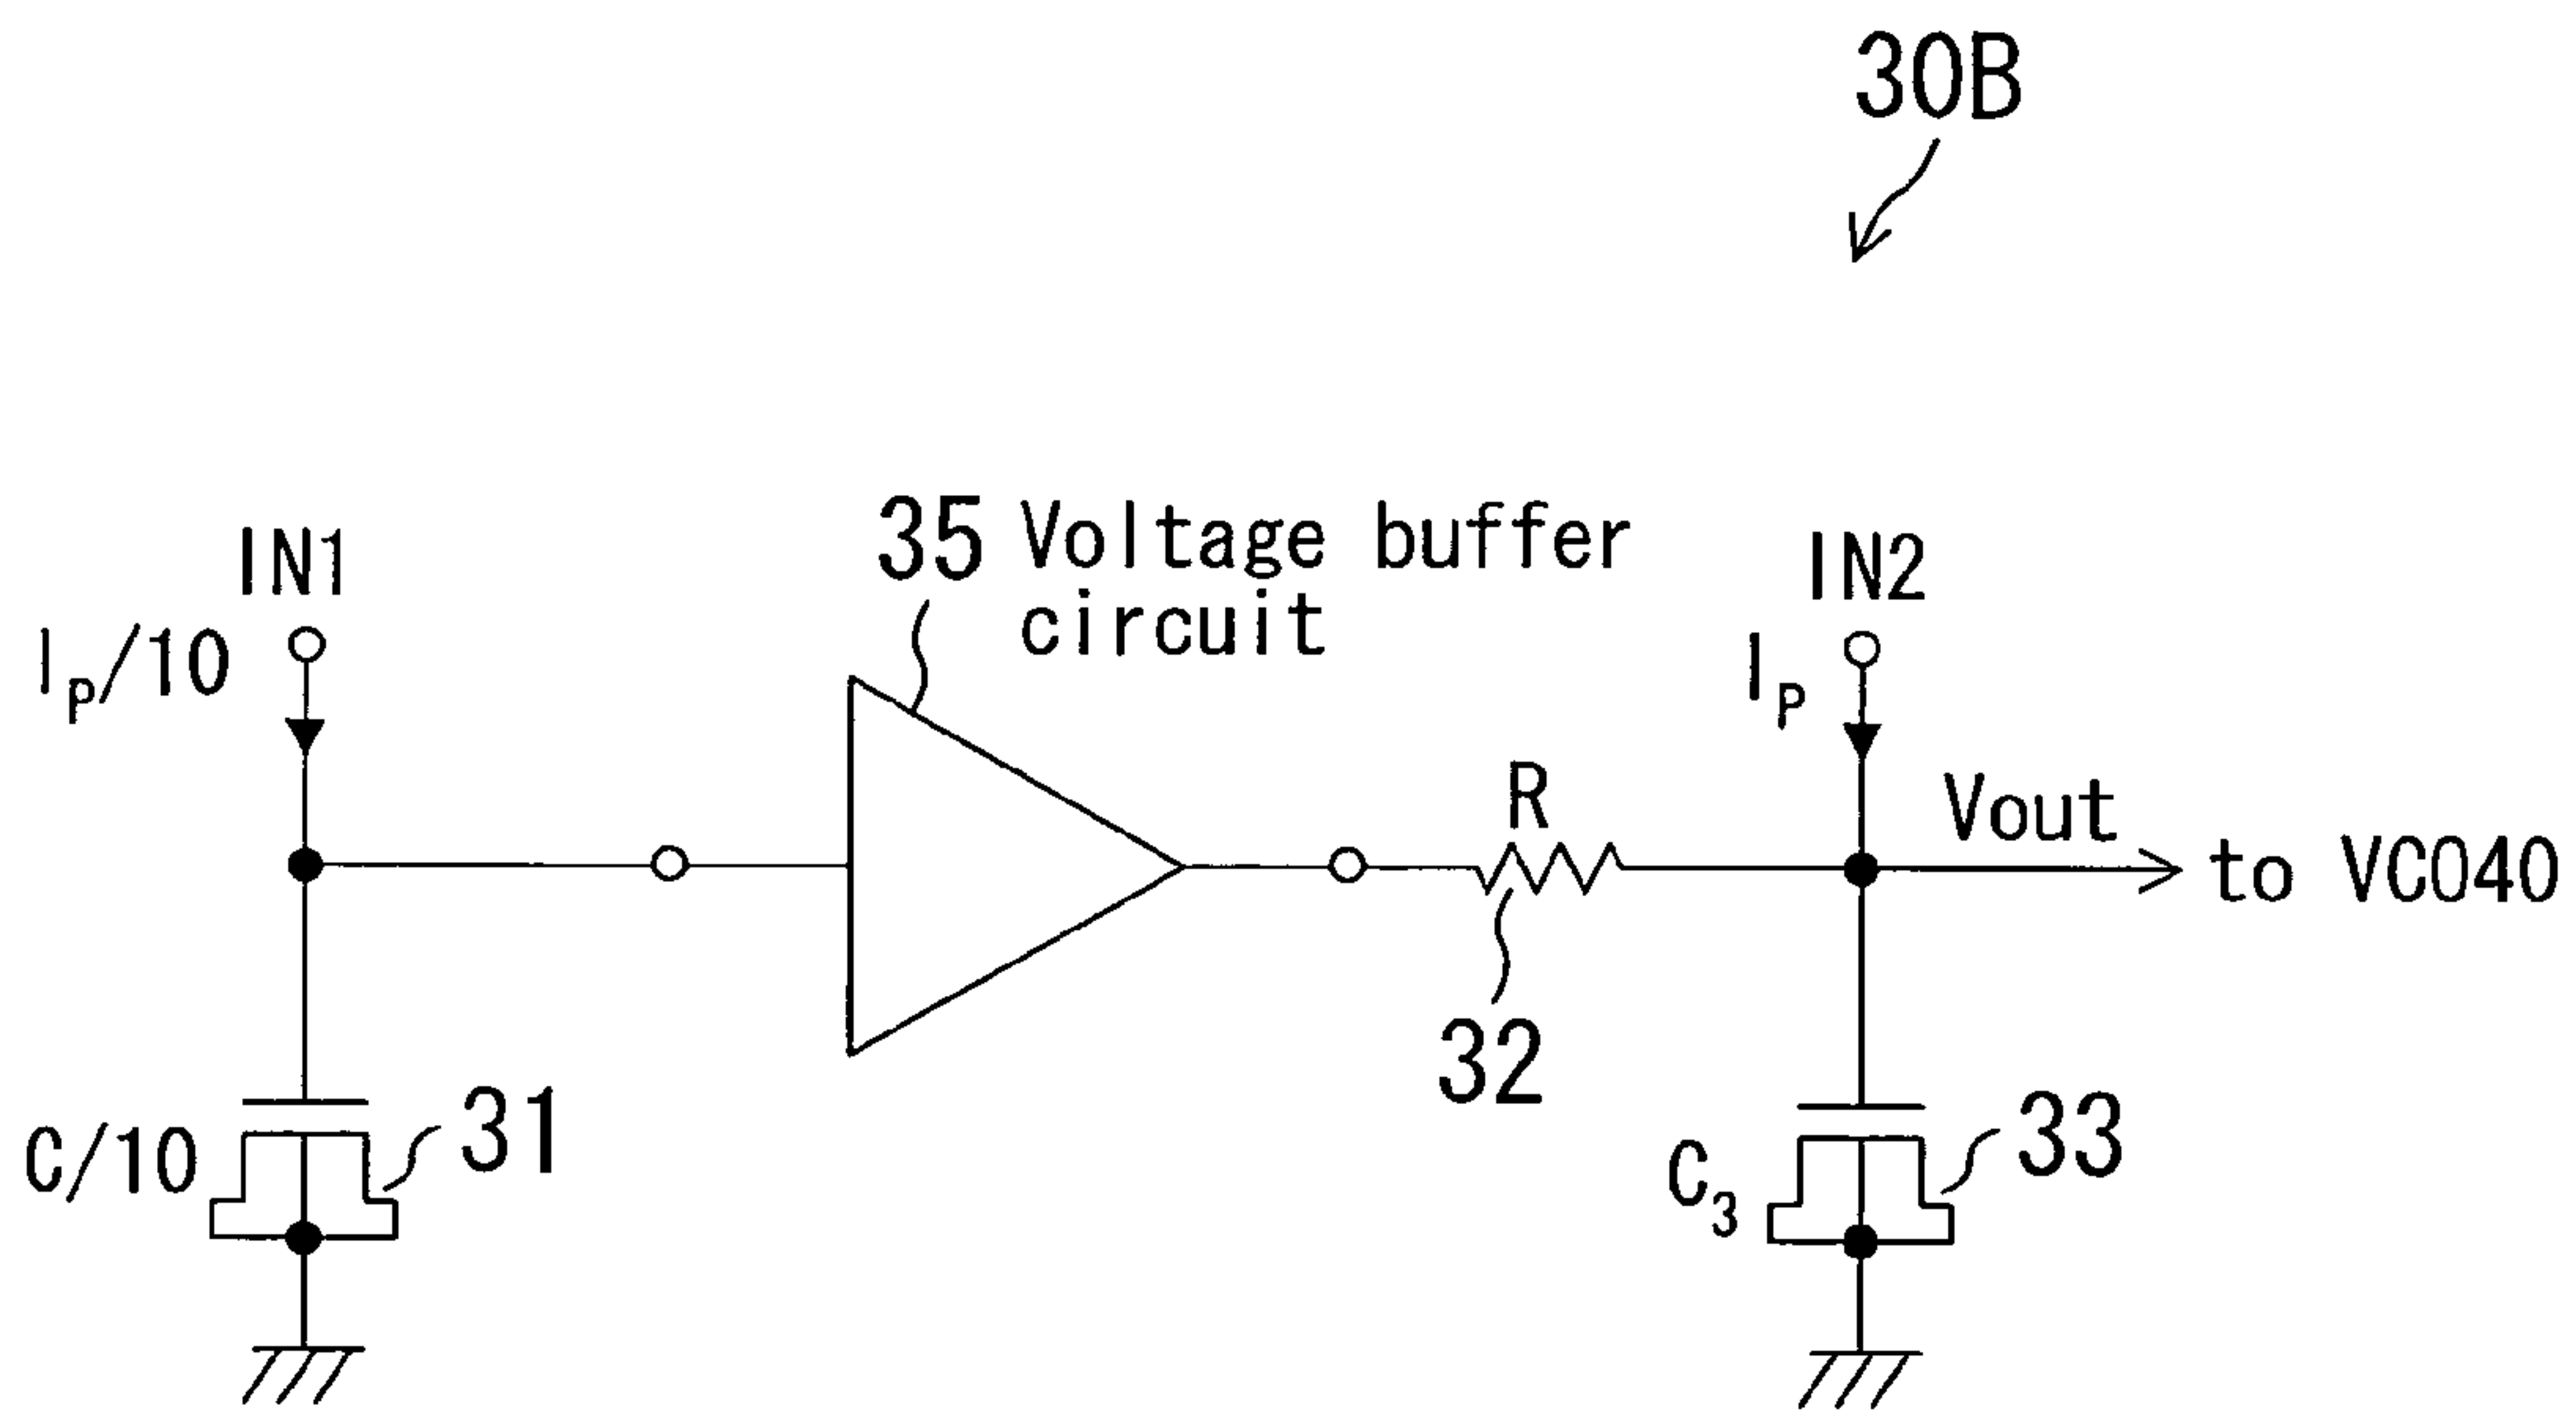 30B
35 Voltage buffer
circuit
IN1
IN2
Ip/10
Ip
R
Vout
to VCO40
32
31
33
C/10
C3